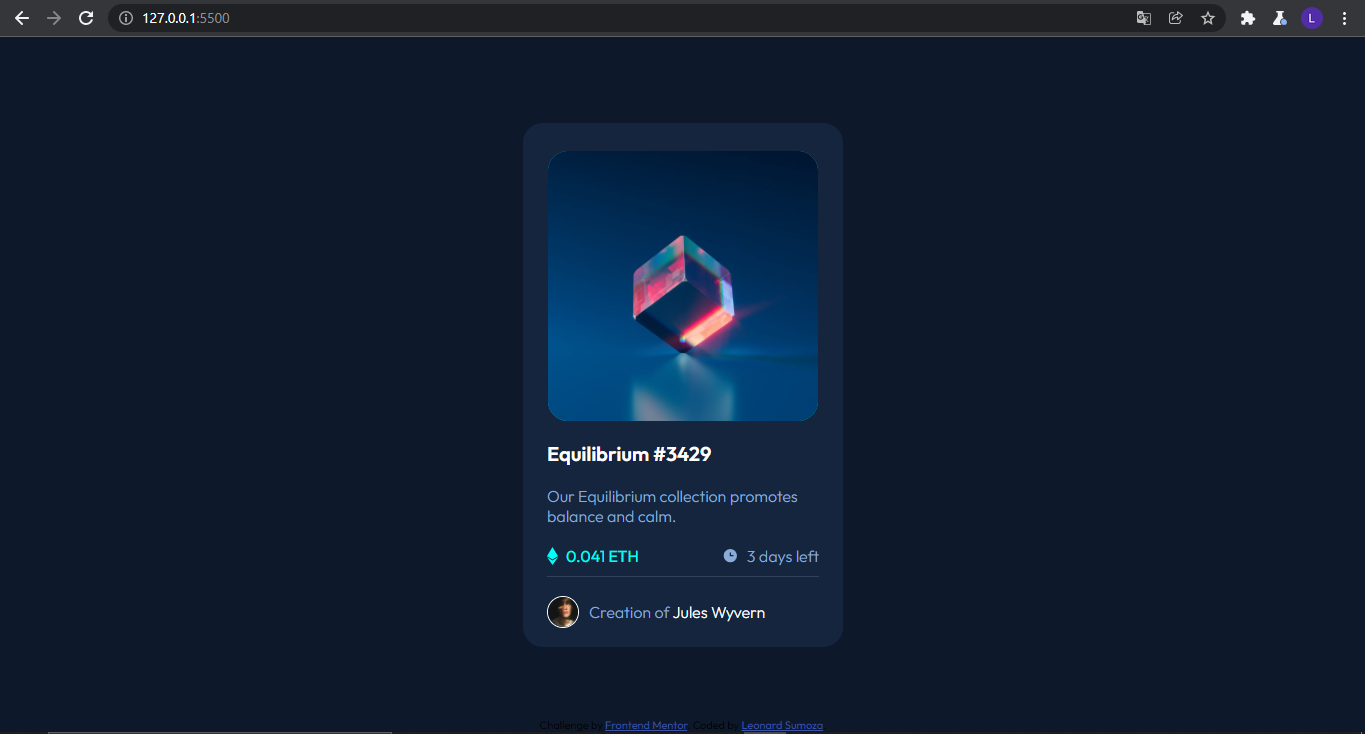 127.0.0.1:5500
L
Equilibrium #3429
Our Equilibrium collection promotes
balance and calm.
0.041 ETH
3 days left
Creation of Jules Wyvern
Challenge by Frontend Mentor. Coded by Leonard Sumoza